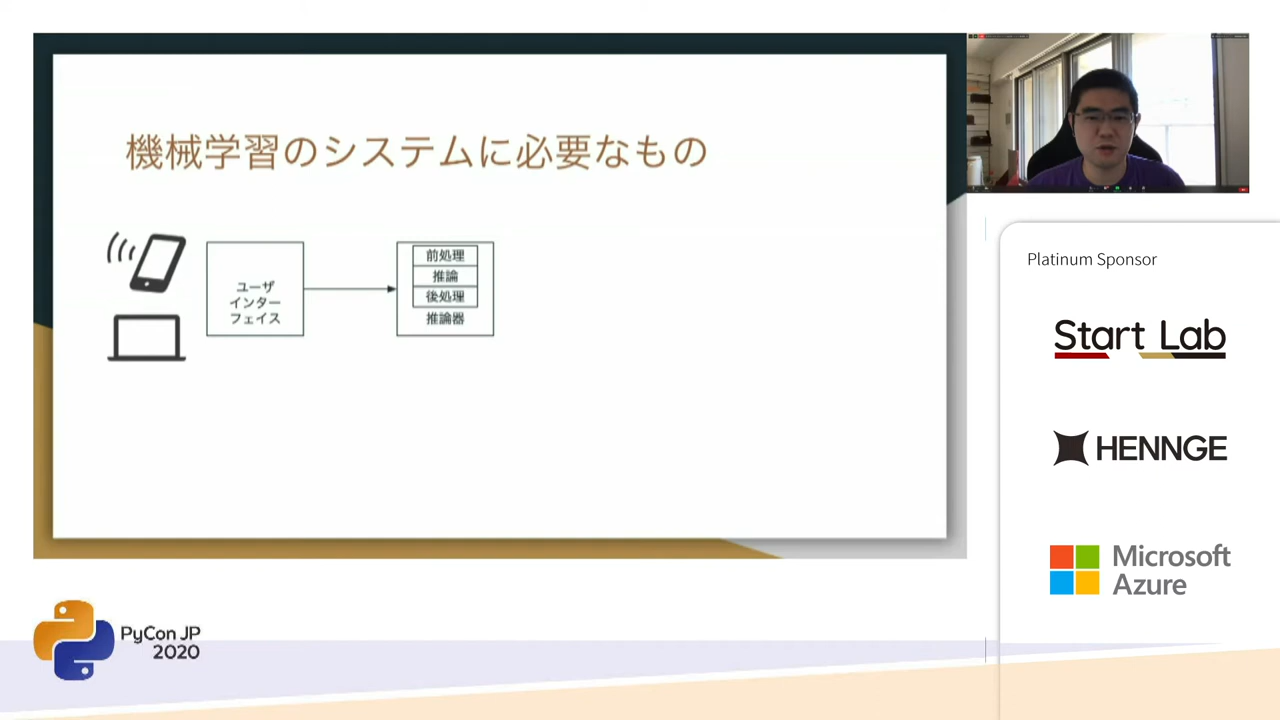 機械学習のシステムに必要なもの
ユーザ
インター
フェイス
前処理
推論
後処理
推論器
Platinum Sponsor
Start Lab
HENNGE
Microsoft
Azure
PyCon JP
2020